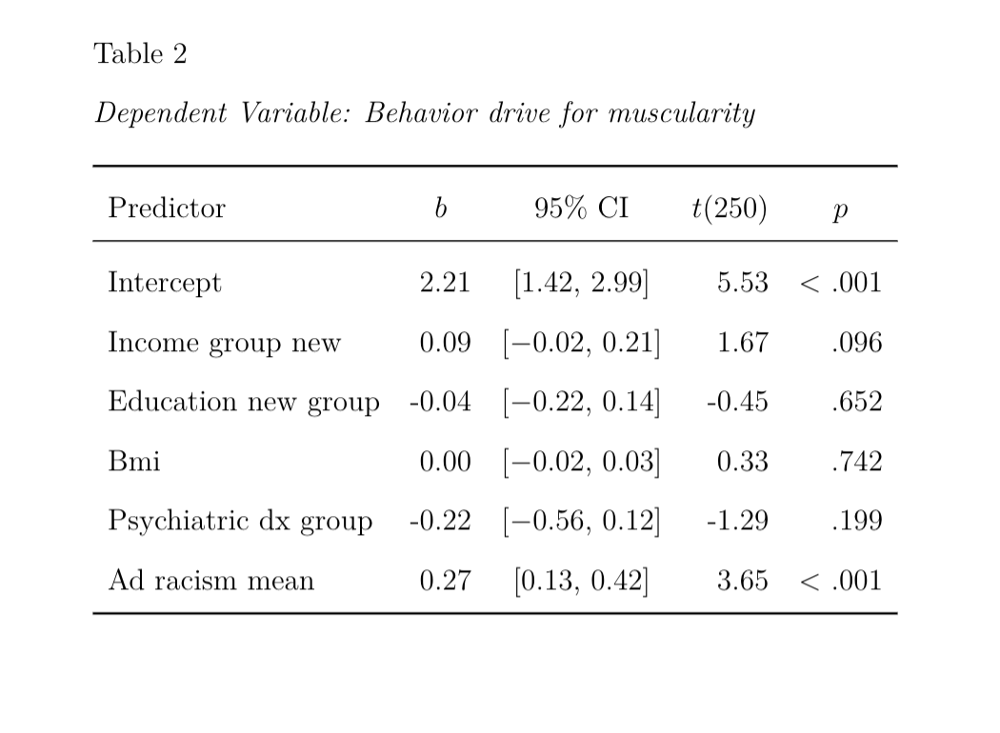 Table 2
Dependent Variable: Behavior drive for muscularity
Predictor b 95% CI t(250) p
Intercept 2.21 [1.42, 2.99] 5.53 < .001
Income group new 0.09 [−0.02, 0.21] 1.67 .096
Education new group -0.04 [−0.22, 0.14] -0.45 .652
Bmi 0.00 [−0.02, 0.03] 0.33 .742
Psychiatric dx group -0.22 [−0.56, 0.12] -1.29 .199
Ad racism mean 0.27 [0.13, 0.42] 3.65 < .001